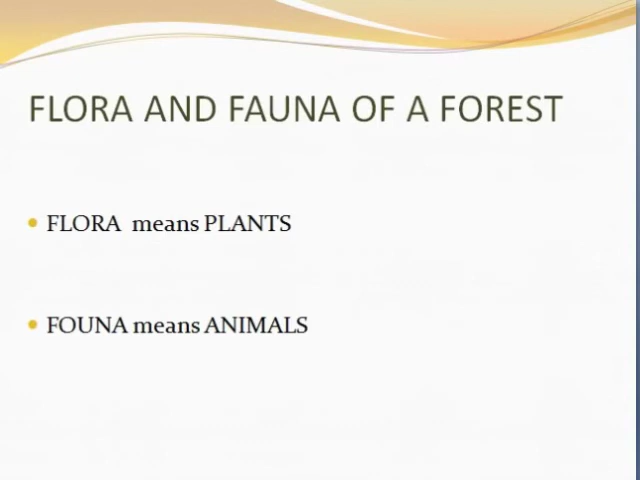 FLORA AND FAUNA OF A FOREST
FLORA means PLANTS
FOUNA means ANIMALS